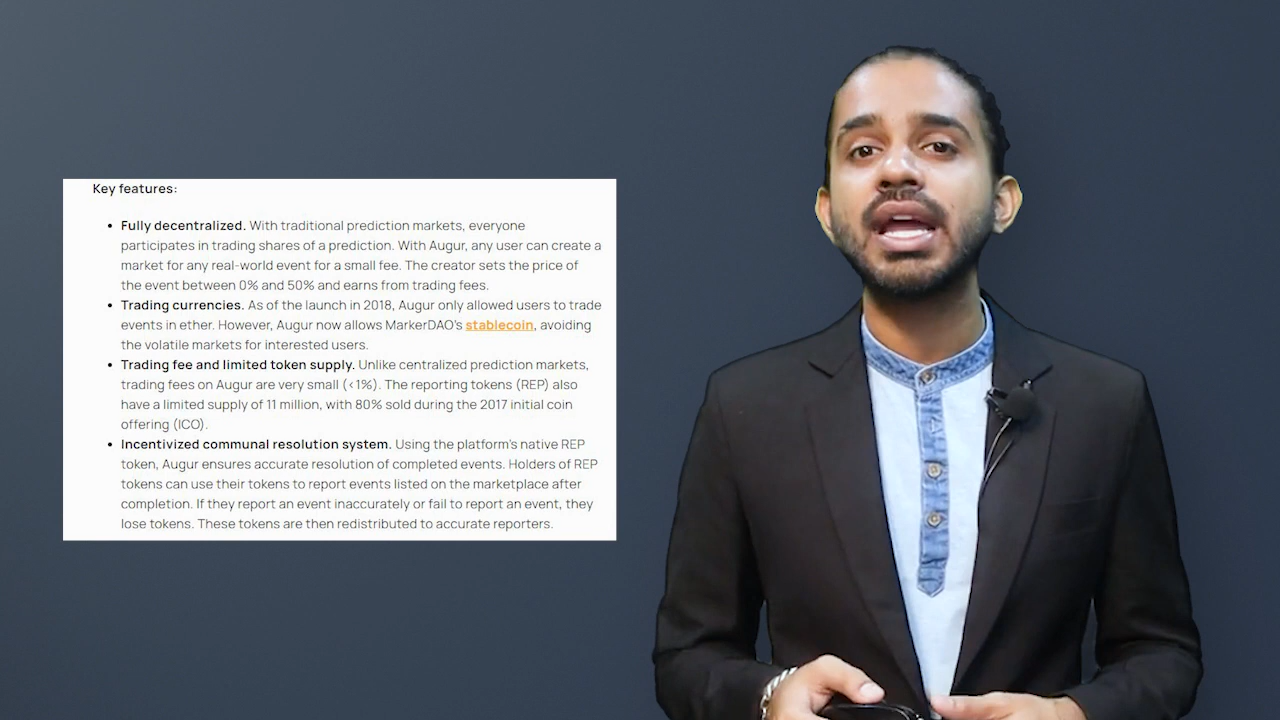 Key features:
• Fully decentralized. With traditional prediction markets, everyone
participates in trading shares of a prediction. With Augur, any user can create a
market for any real-world event for a small fee. The creator sets the price of
the event between 0% and 50% and earns from trading fees.
• Trading currencies. As of the launch in 2018, Augur only allowed users to trade
events in ether. However, Augur now allows MarkerDAO's stablecoin, avoiding
the volatile markets for interested users.
• Trading fee and limited token supply. Unlike centralized prediction markets,
trading fees on Augur are very small (<1%). The reporting tokens (REP) also
have a limited supply of 11 million, with 80% sold during the 2017 initial coin
offering (ICO).
• Incentivized communal resolution system. Using the platform's native REP
token, Augur ensures accurate resolution of completed events. Holders of REP
tokens can use their tokens to report events listed on the marketplace after
completion. If they report an event inaccurately or fail to report an event, they
lose tokens. These tokens are then redistributed to accurate reporters.